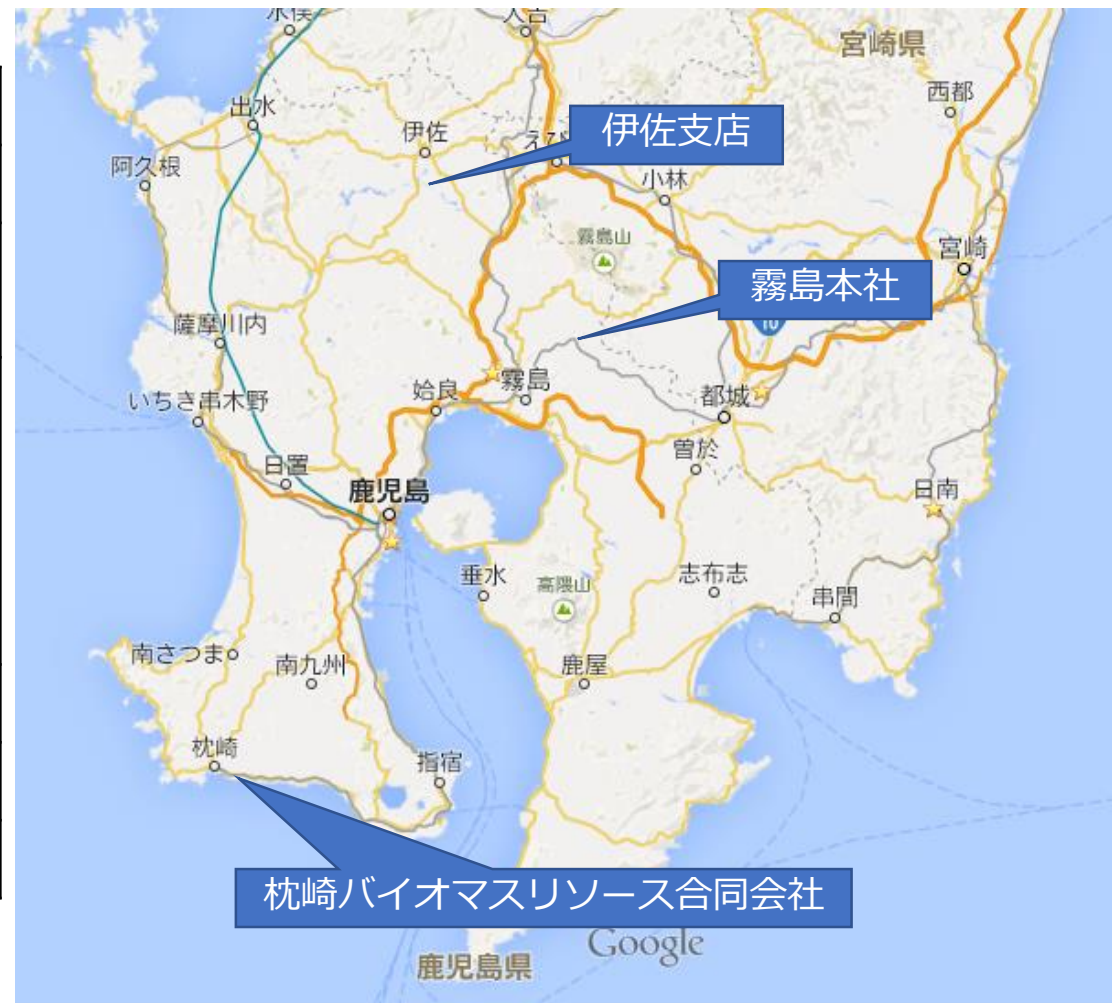 人吉
宮崎県
西都
出水
伊佐
伊佐支店
えび
阿久根
小林
霧島山
宮崎
霧島本社
10
薩摩川内
姶良
霧島
都城
いちき串木野
曽於
日置
鹿児島
日南
垂水
高隈山
志布志
串間
南さつま
南九州
鹿屋
枕崎
指宿
枕崎バイオマスリソース合同会社
Google
鹿児島県